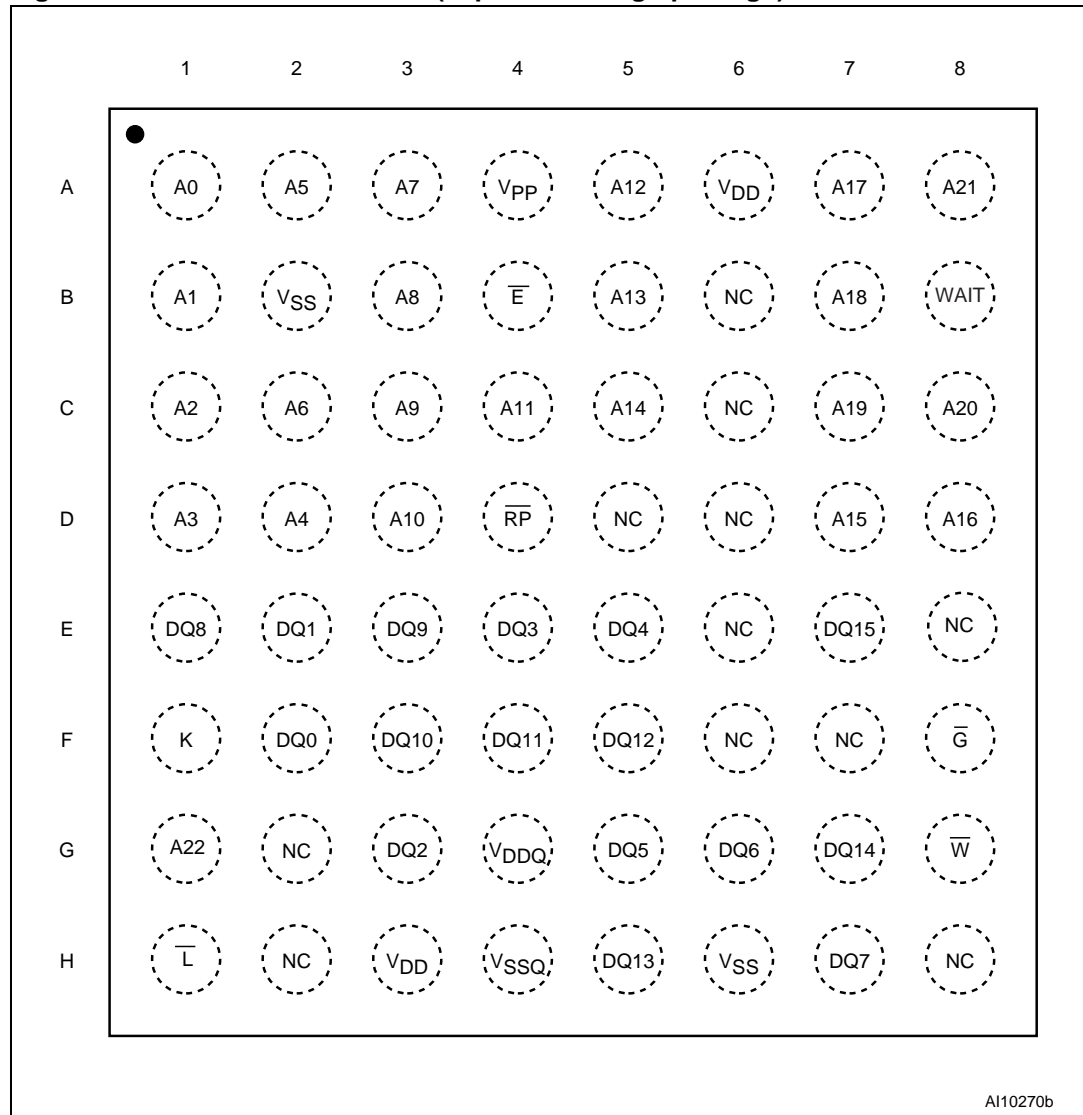 1 2 3 4 5 6 7 8
A A0 A5 A7 VPP A12 VDD A17 A21
B A1 VSS A8 E̅ A13 NC A18 WAIT
C A2 A6 A9 A11 A14 NC A19 A20
D A3 A4 A10 R̅P̅ NC NC A15 A16
E DQ8 DQ1 DQ9 DQ3 DQ4 NC DQ15 NC
F K DQ0 DQ10 DQ11 DQ12 NC NC G̅
G A22 NC DQ2 VDDQ DQ5 DQ6 DQ14 W̅
H L̅ NC VDD VSSQ DQ13 VSS DQ7 NC
AI10270b